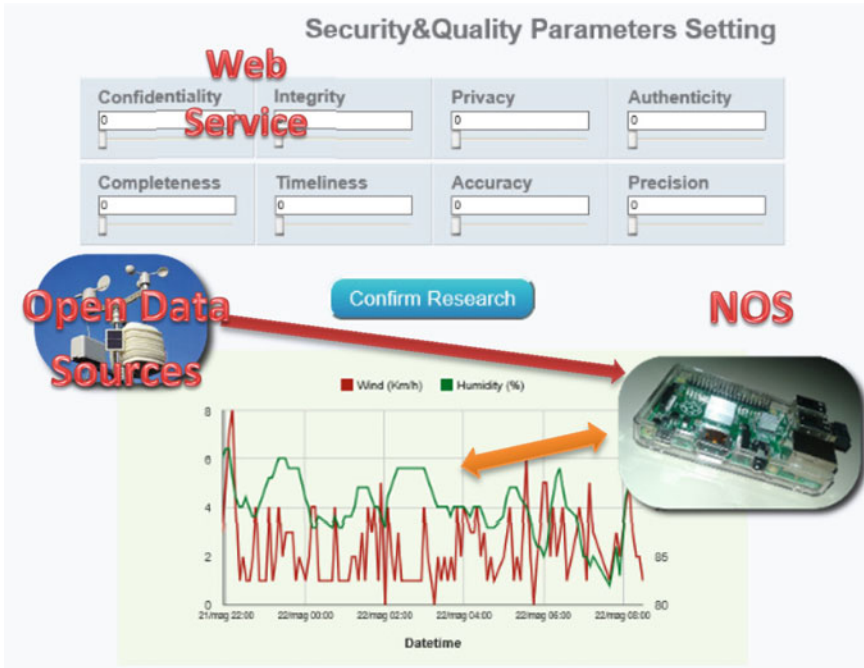 Security&Quality Parameters Setting
Web
Service
Confidentiality Integrity Privacy Authenticity
0 0 0 0
Completeness Timeliness Accuracy Precision
0 0 0 0
Open Data
Sources
Confirm Research
NOS
Wind (Km/h) Humidity (%)
8
6
4
2 85
0 80
21/mag 22:00 22/mag 00:00 22/mag 02:00 22/mag 04:00 22/mag 06:00 22/mag 08:00
Datetime